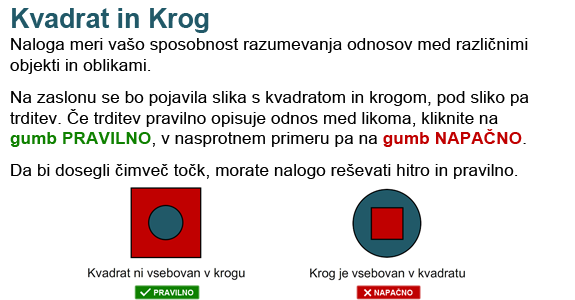 Kvadrat in Krog
Naloga meri vašo sposobnost razumevanja odnosov med različnimi
objekti in oblikami.
Na zaslonu se bo pojavila slika s kvadratom in krogom, pod sliko pa
trditev. Če trditev pravilno opisuje odnos med likoma, kliknite na
gumb PRAVILNO, v nasprotnem primeru pa na gumb NAPAČNO.
Da bi dosegli čimveč točk, morate nalogo reševati hitro in pravilno.
Kvadrat ni vsebovan v krogu
PRAVILNO
Krog je vsebovan v kvadratu
NAPAČNO